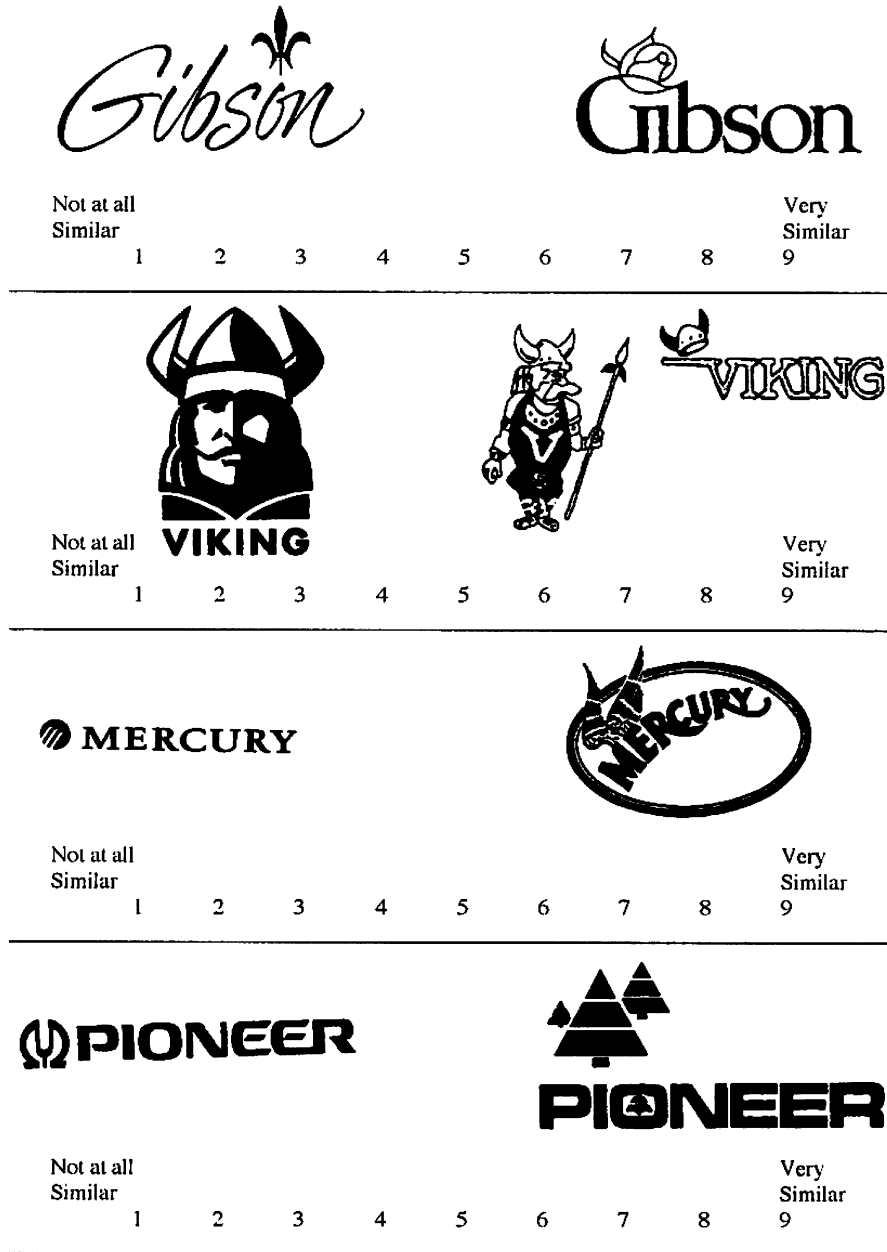 Gibson
Gibson
Not at all
Similar
Very
Similar
1 2 3 4 5 6 7 8 9
VIKING
VIKING
Not at all
Similar
Very
Similar
1 2 3 4 5 6 7 8 9
MERCURY
MERCURY
Not at all
Similar
Very
Similar
1 2 3 4 5 6 7 8 9
PIONEER
PIONEER
Not at all
Similar
Very
Similar
1 2 3 4 5 6 7 8 9